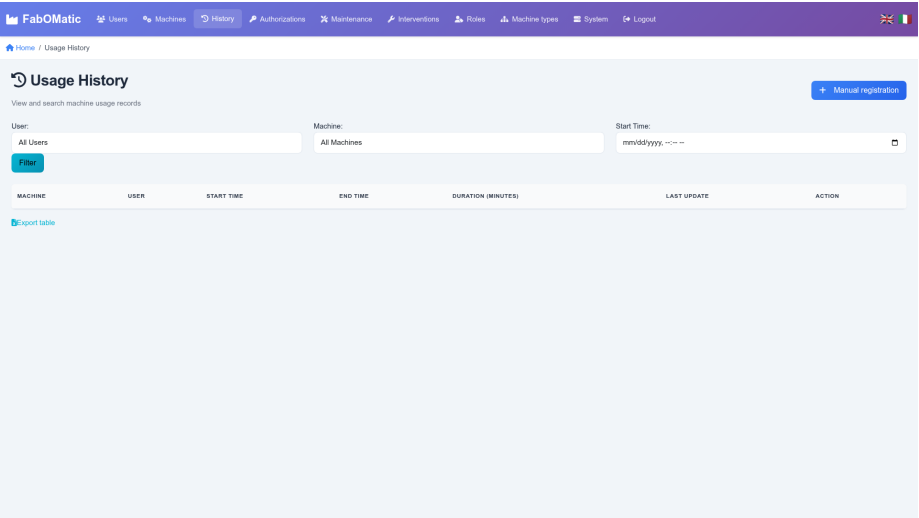 FabOMatic Users Machines History Authorizations Maintenance Interventions Roles Machine types System Logout
Home / Usage History
Usage History
Manual registration
View and search machine usage records
User: Machine: Start Time:
All Users All Machines mm/dd/yyyy, --:-- --
Filter
MACHINE USER START TIME END TIME DURATION (MINUTES) LAST UPDATE ACTION
Export table